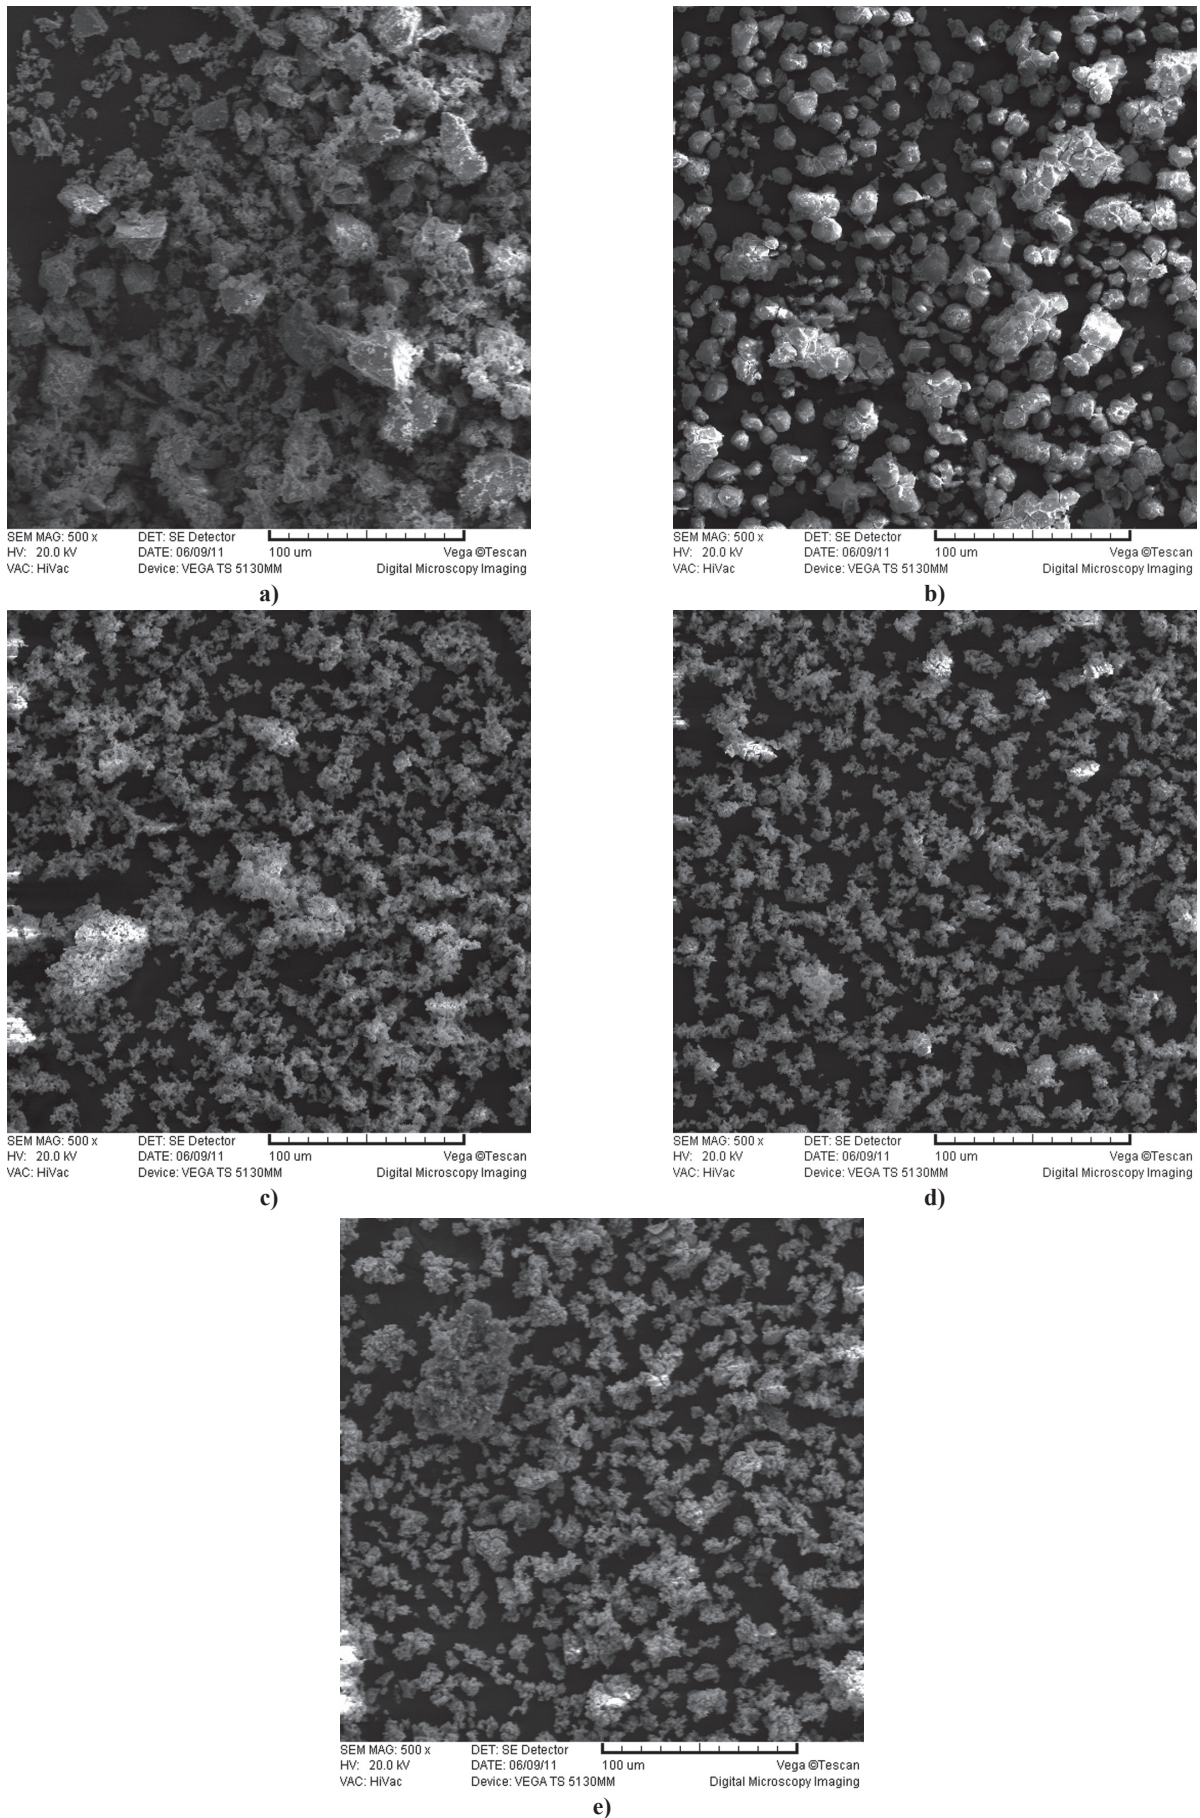 SEM MAG: 500 x DET: SE Detector
HV: 20.0 kV DATE: 06/09/11 100 um Vega ©Tescan
VAC: HiVac Device: VEGA TS 5130MM Digital Microscopy Imaging
a)
SEM MAG: 500 x DET: SE Detector
HV: 20.0 kV DATE: 06/09/11 100 um Vega ©Tescan
VAC: HiVac Device: VEGA TS 5130MM Digital Microscopy Imaging
b)
SEM MAG: 500 x DET: SE Detector
HV: 20.0 kV DATE: 06/09/11 100 um Vega ©Tescan
VAC: HiVac Device: VEGA TS 5130MM Digital Microscopy Imaging
c)
SEM MAG: 500 x DET: SE Detector
HV: 20.0 kV DATE: 06/09/11 100 um Vega ©Tescan
VAC: HiVac Device: VEGA TS 5130MM Digital Microscopy Imaging
d)
SEM MAG: 500 x DET: SE Detector
HV: 20.0 kV DATE: 06/09/11 100 um Vega ©Tescan
VAC: HiVac Device: VEGA TS 5130MM Digital Microscopy Imaging
e)